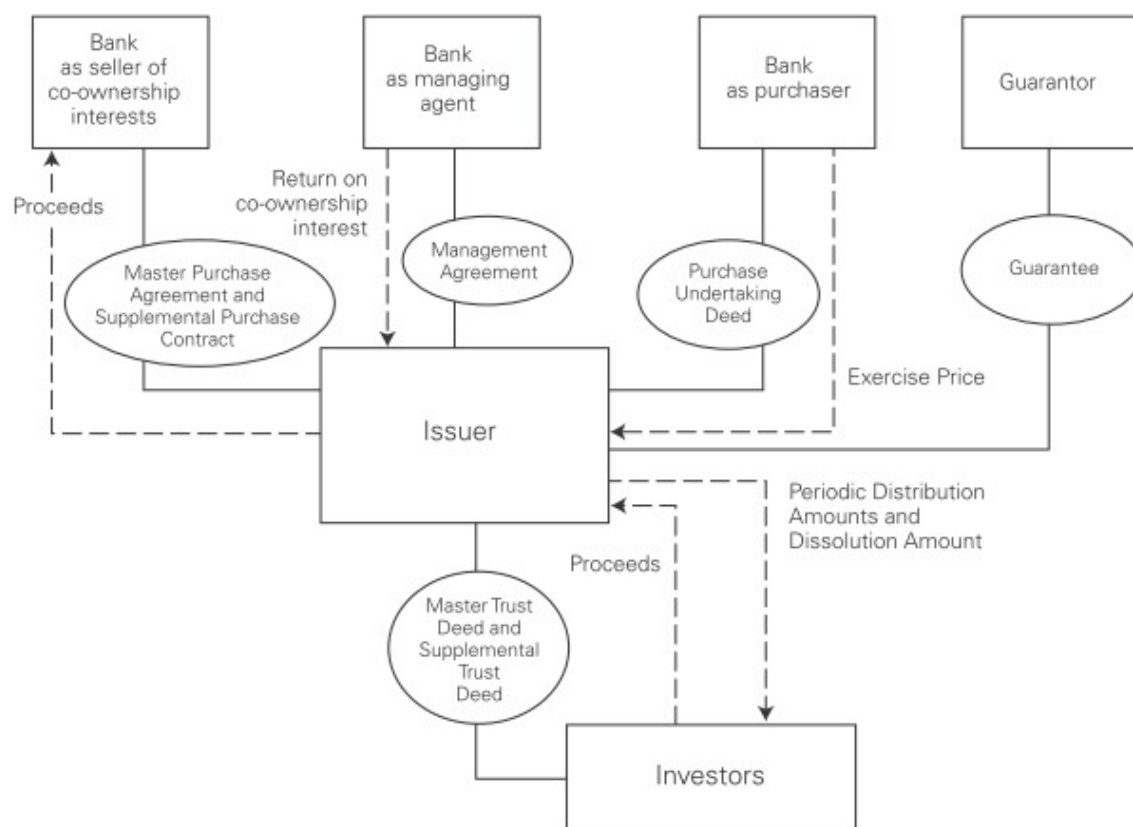 Bank
as seller of
co-ownership
interests
Bank
as managing
agent
Bank
as purchaser
Guarantor
Proceeds
Return on
co-ownership
interest
Master Purchase
Agreement and
Supplemental Purchase
Contract
Management
Agreement
Purchase
Undertaking
Deed
Guarantee
Exercise Price
Issuer
Periodic Distribution
Amounts and
Dissolution Amount
Proceeds
Master Trust
Deed and
Supplemental
Trust
Deed
Investors